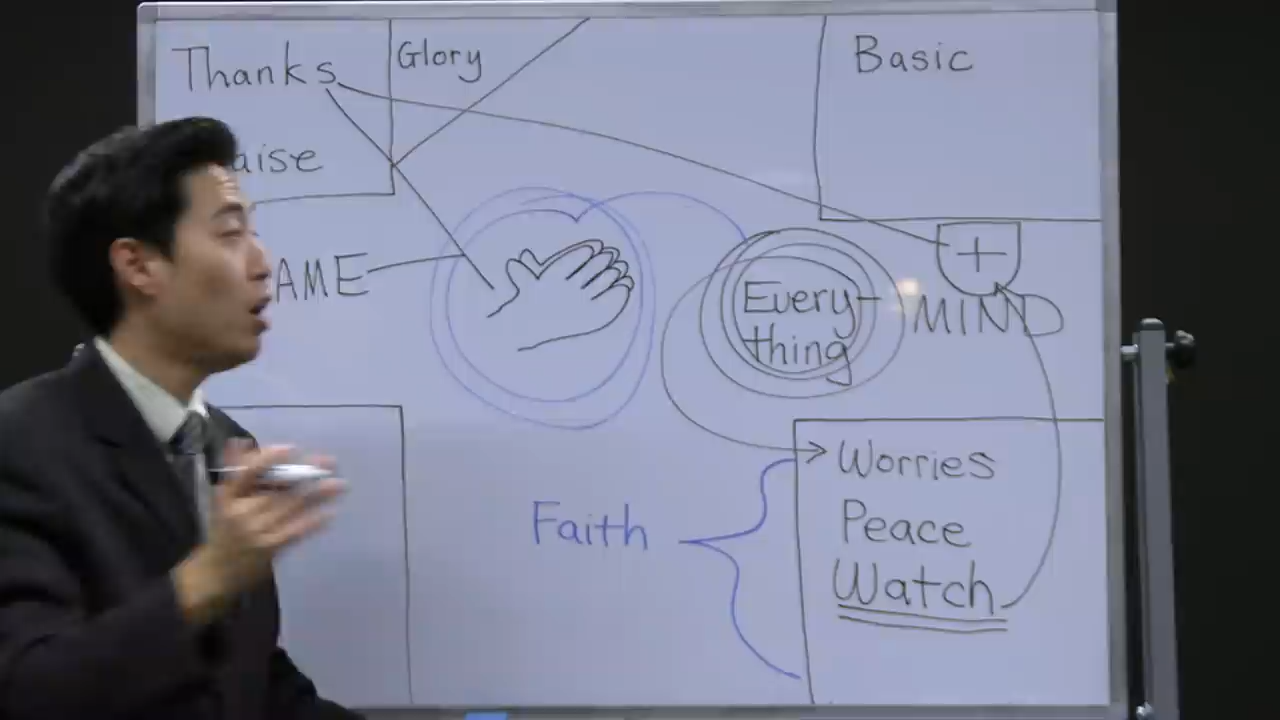 Thanks
Glory
Basic
aise
AME
Every-
thing
MIND
Worries
Peace
Watch
Faith